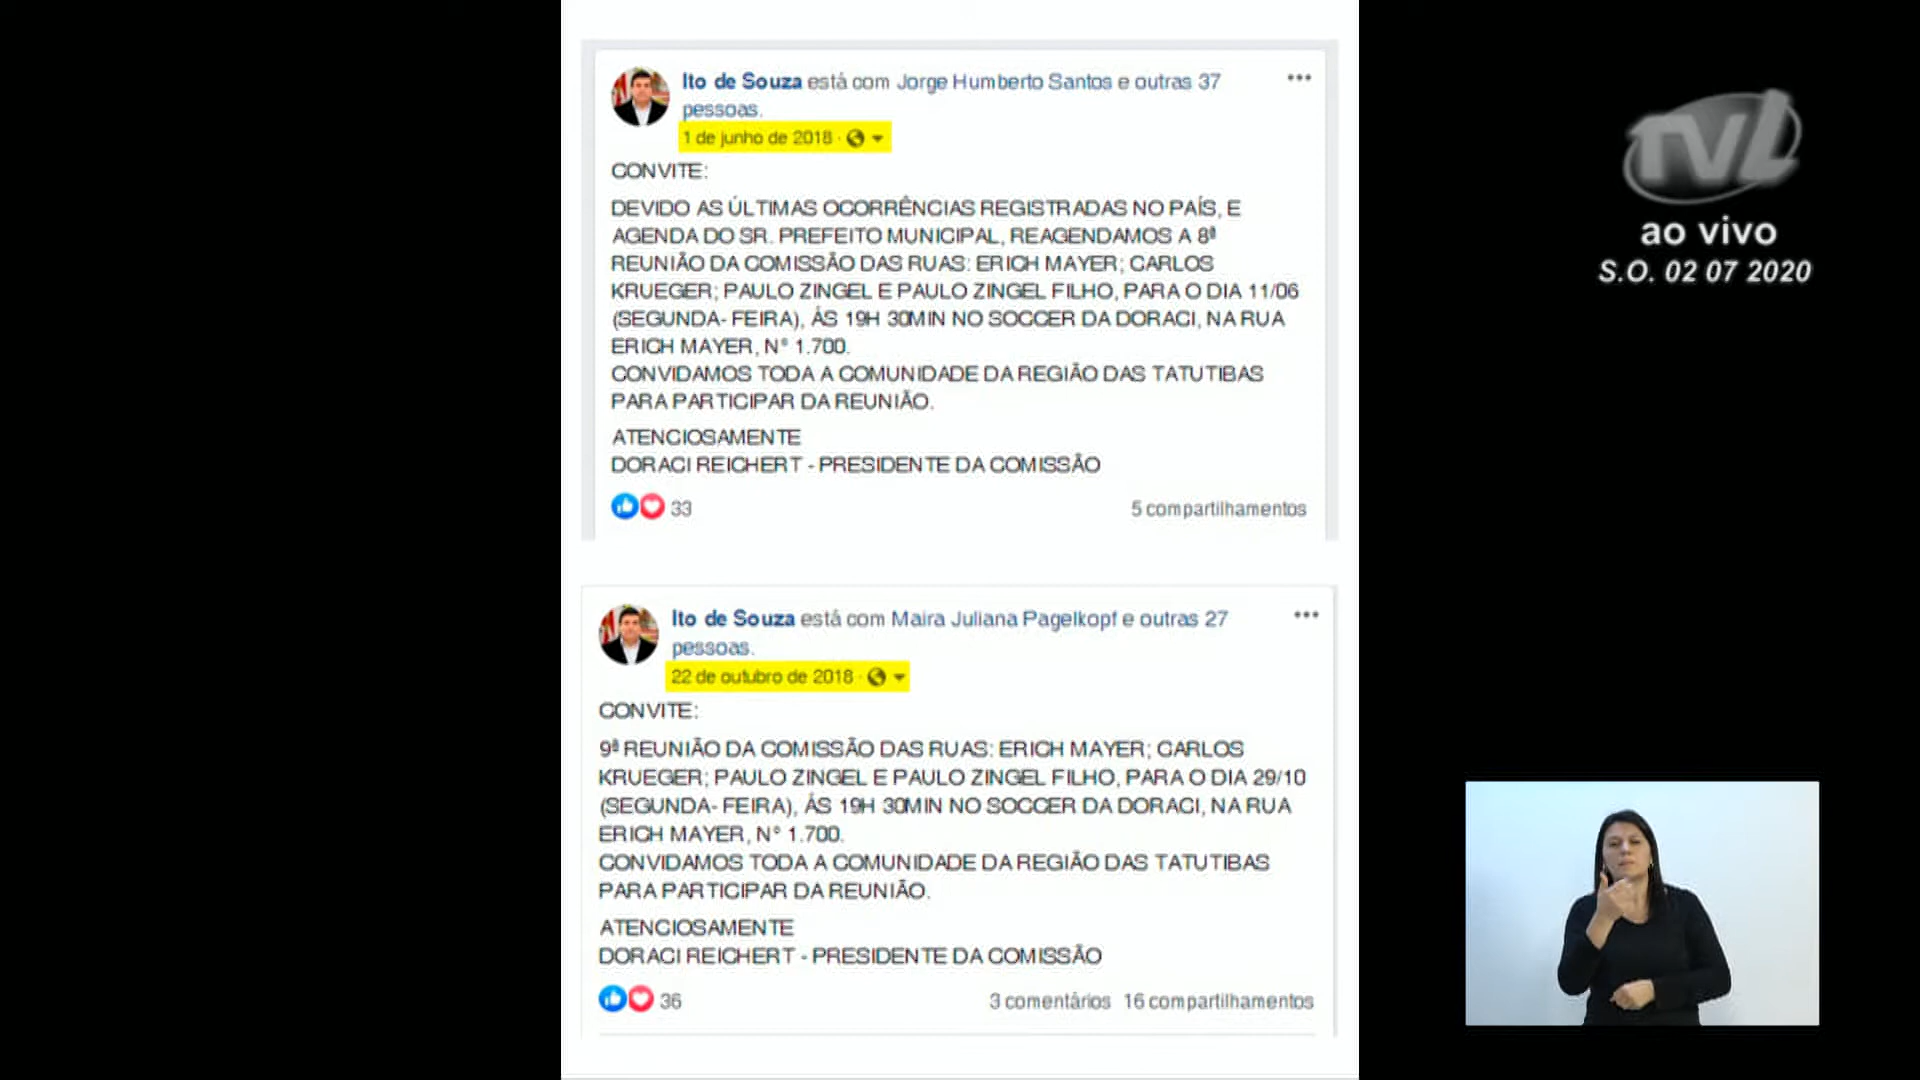 Ito de Souza está com Jorge Humberto Santos e outras 37
pessoas.
1 de junho de 2018 ·
CONVITE:
DEVIDO AS ÚLTIMAS OCORRÊNCIAS REGISTRADAS NO PAÍS, E
AGENDA DO SR. PREFEITO MUNICIPAL, REAGENDAMOS A 8ª
REUNIÃO DA COMISSÃO DAS RUAS: ERICH MAYER; CARLOS
KRUEGER; PAULO ZINGEL E PAULO ZINGEL FILHO, PARA O DIA 11/06
(SEGUNDA- FEIRA), ÁS 19H 30MIN NO SOCCER DA DORACI, NA RUA
ERICH MAYER, N° 1.700.
CONVIDAMOS TODA A COMUNIDADE DA REGIÃO DAS TATUTIBAS
PARA PARTICIPAR DA REUNIÃO.
ATENCIOSAMENTE
DORACI REICHERT - PRESIDENTE DA COMISSÃO
33
5 compartilhamentos
Ito de Souza está com Maira Juliana Pagelkopf e outras 27
pessoas.
22 de outubro de 2018 ·
CONVITE:
9ª REUNIÃO DA COMISSÃO DAS RUAS: ERICH MAYER; CARLOS
KRUEGER; PAULO ZINGEL E PAULO ZINGEL FILHO, PARA O DIA 29/10
(SEGUNDA- FEIRA), ÁS 19H 30MIN NO SOCCER DA DORACI, NA RUA
ERICH MAYER, N° 1.700.
CONVIDAMOS TODA A COMUNIDADE DA REGIÃO DAS TATUTIBAS
PARA PARTICIPAR DA REUNIÃO.
ATENCIOSAMENTE
DORACI REICHERT - PRESIDENTE DA COMISSÃO
36
3 comentários 16 compartilhamentos
TVL
ao vivo
S.O. 02 07 2020